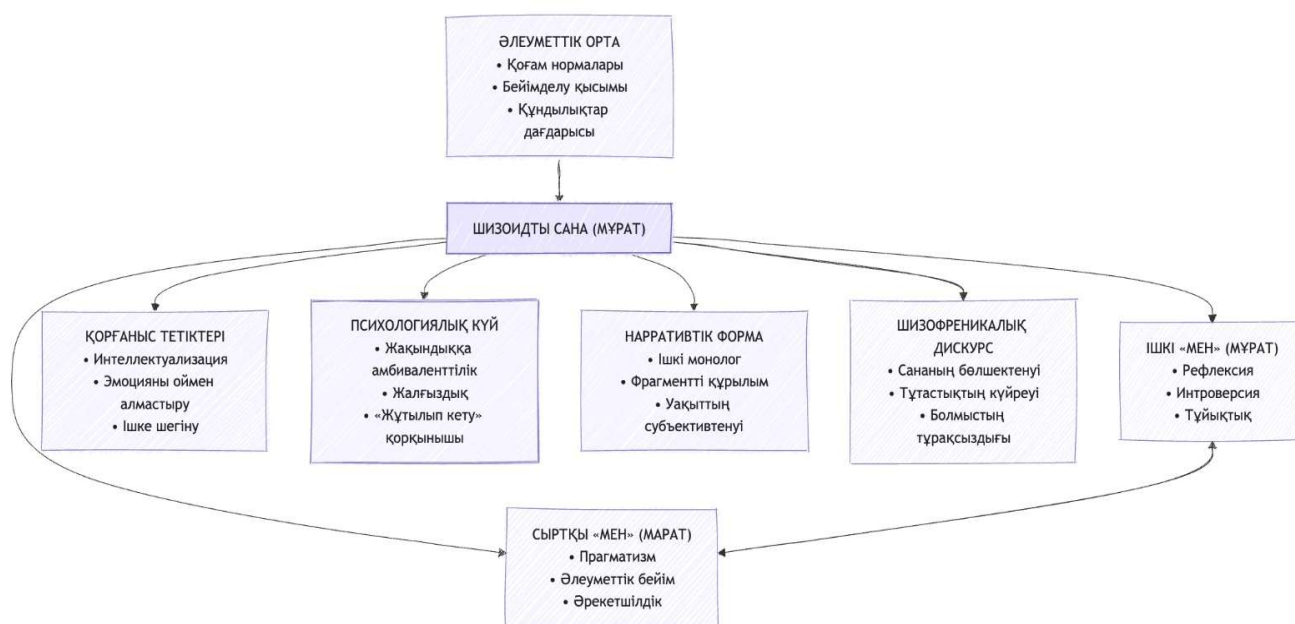 ӘЛЕУМЕТТІК ОРТА
• Қоғам нормалары
• Бейімделу қысымы
• Құндылықтар
дағдарысы
ШИЗОИДТЫ САНА (МҰРАТ)
ҚОРҒАНЫС ТЕТІКТЕРІ
• Интеллектуализация
• Эмоцияны оймен
алмастыру
• Ішке шегіну
ПСИХОЛОГИЯЛЫҚ КҮЙ
• Жақындыққа
амбиваленттілік
• Жалғыздық
• «Жұтылып кету»
қорқынышы
НАРРАТИВТІК ФОРМА
• Ішкі монолог
• Фрагментті құрылым
• Уақыттың
субъективтенуі
ШИЗОФРЕНИКАЛЫҚ
ДИСКУРС
• Сананың бөлшектенуі
• Тұтастықтың күйреуі
• Болмыстың
тұрақсыздығы
ІШКІ «МЕН» (МҰРАТ)
• Рефлексия
• Интроверсия
• Тұйықтық
СЫРТҚЫ «МЕН» (МАРАТ)
• Прагматизм
• Әлеуметтік бейім
• Әрекетшілдік